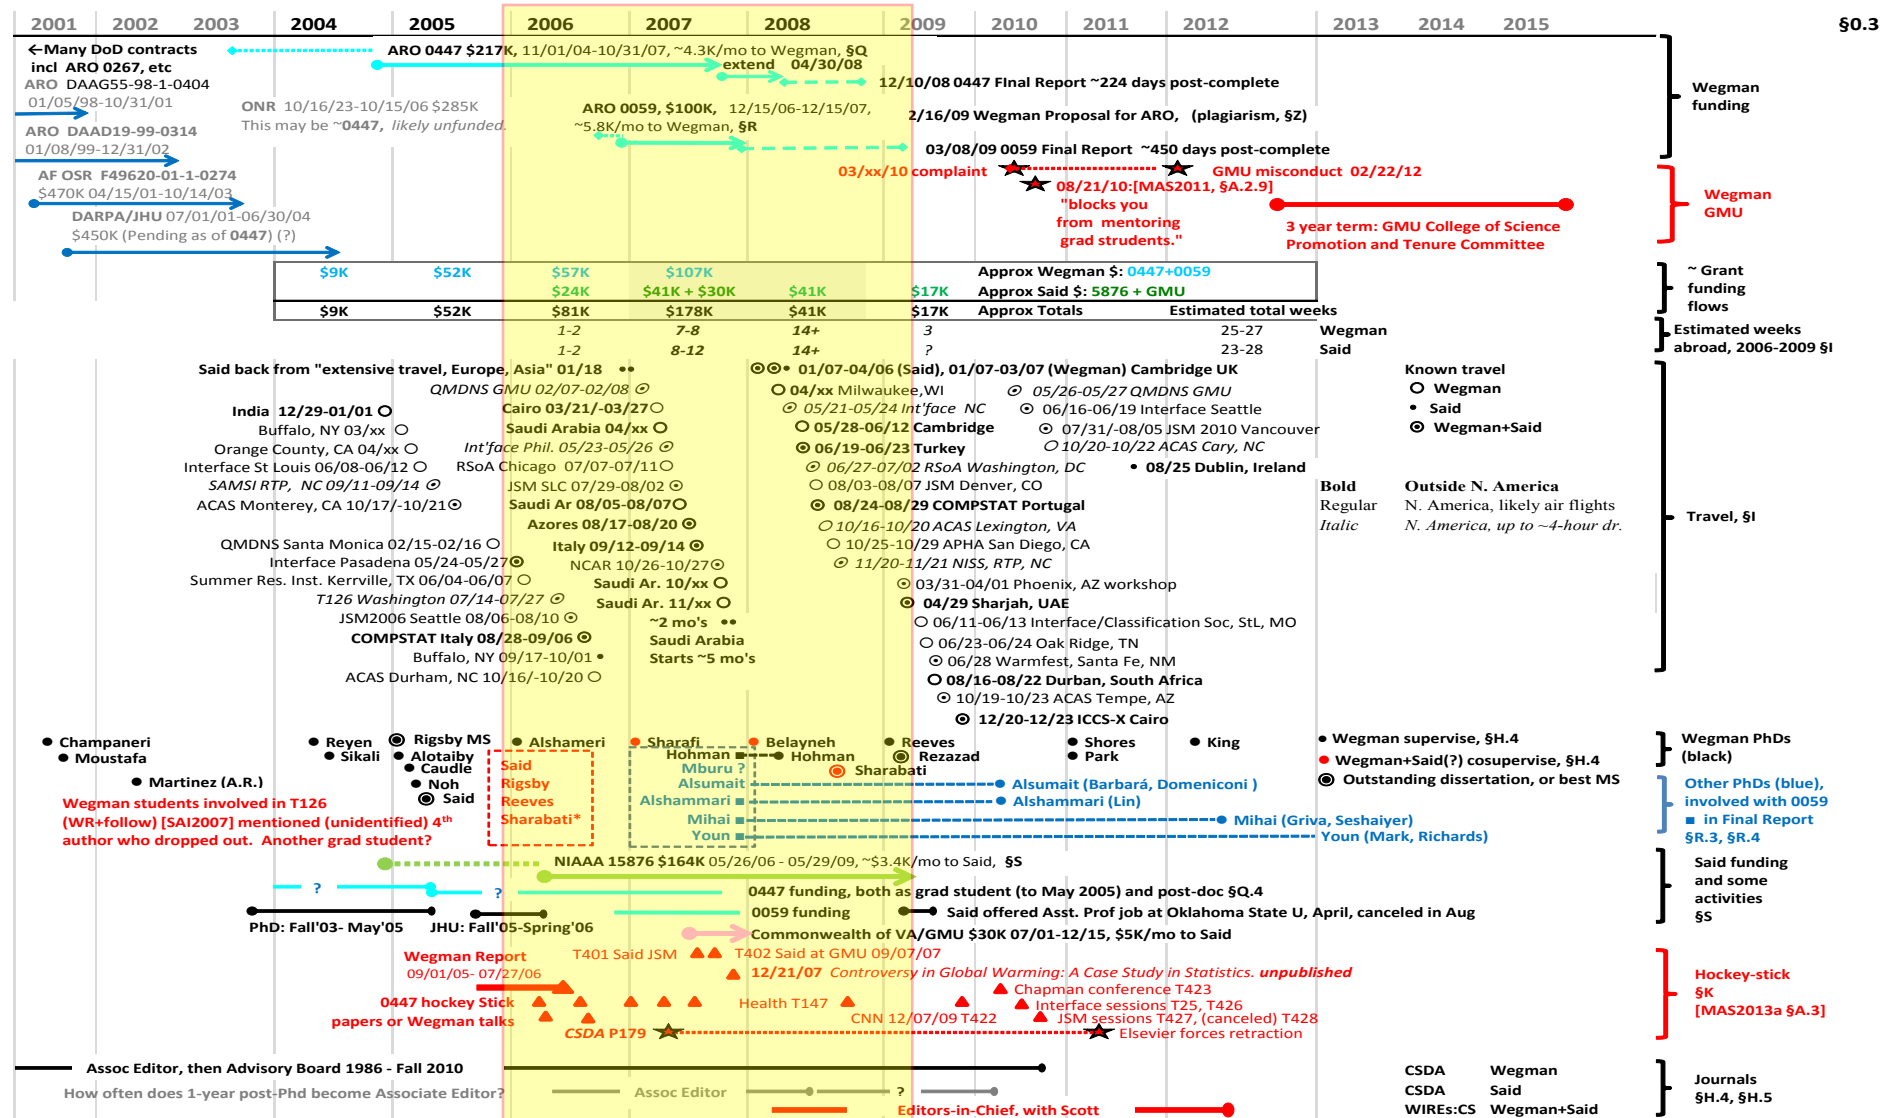 2001 2002 2003 2004 2005 2006 2007 2008 2009 2010 2011 2012 2013 2014 2015 §0.3
←Many DoD contracts
incl ARO 0267, etc
ARO DAAG55-98-1-0404
01/05/98-10/31/01
ARO DAAD19-99-0314
01/08/99-12/31/02
AF OSR F49620-01-1-0274
$470K 04/15/01-10/14/03
DARPA/JHU 07/01/01-06/30/04
$450K (Pending as of 0447) (?)
ARO 0447 $217K, 11/01/04-10/31/07, ~4.3K/mo to Wegman, §Q
extend 04/30/08
12/10/08 0447 FInal Report ~224 days post-complete
ONR 10/16/23-10/15/06 $285K
This may be ~0447, likely unfunded.
ARO 0059, $100K, 12/15/06-12/15/07,
~5.8K/mo to Wegman, §R
2/16/09 Wegman Proposal for ARO, (plagiarism, §Z)
03/08/09 0059 Final Report ~450 days post-complete
Wegman
funding
03/xx/10 complaint
GMU misconduct 02/22/12
08/21/10:[MAS2011, §A.2.9]
"blocks you
from mentoring
grad strudents."
3 year term: GMU College of Science
Promotion and Tenure Committee
Wegman
GMU
$9K $52K $57K $107K Approx Wegman $: 0447+0059
$24K $41K + $30K $41K $17K Approx Said $: 5876 + GMU
$9K $52K $81K $178K $41K $17K Approx Totals Estimated total weeks
~ Grant
funding
flows
1-2 7-8 14+ 3 25-27 Wegman
1-2 8-12 14+ ? 23-28 Said
Estimated weeks
abroad, 2006-2009 §I
Said back from "extensive travel, Europe, Asia" 01/18
QMDNS GMU 02/07-02/08
India 12/29-01/01
Cairo 03/21/-03/27
Buffalo, NY 03/xx
Saudi Arabia 04/xx
Orange County, CA 04/xx
Int'face Phil. 05/23-05/26
Interface St Louis 06/08-06/12
RSoA Chicago 07/07-07/11
SAMSI RTP, NC 09/11-09/14
JSM SLC 07/29-08/02
ACAS Monterey, CA 10/17/-10/21
Saudi Ar 08/05-08/07
Azores 08/17-08/20
QMDNS Santa Monica 02/15-02/16
Italy 09/12-09/14
Interface Pasadena 05/24-05/27
NCAR 10/26-10/27
Summer Res. Inst. Kerrville, TX 06/04-06/07
Saudi Ar. 10/xx
T126 Washington 07/14-07/27
Saudi Ar. 11/xx
JSM2006 Seattle 08/06-08/10
~2 mo's
COMPSTAT Italy 08/28-09/06
Saudi Arabia
Buffalo, NY 09/17-10/01
Starts ~5 mo's
ACAS Durham, NC 10/16/-10/20
01/07-04/06 (Said), 01/07-03/07 (Wegman) Cambridge UK
04/xx Milwaukee,WI
05/26-05/27 QMDNS GMU
05/21-05/24 Int'face NC
06/16-06/19 Interface Seattle
05/28-06/12 Cambridge
07/31/-08/05 JSM 2010 Vancouver
06/19-06/23 Turkey
10/20-10/22 ACAS Cary, NC
06/27-07/02 RSoA Washington, DC
08/25 Dublin, Ireland
08/03-08/07 JSM Denver, CO
08/24-08/29 COMPSTAT Portugal
10/16-10/20 ACAS Lexington, VA
10/25-10/29 APHA San Diego, CA
11/20-11/21 NISS, RTP, NC
03/31-04/01 Phoenix, AZ workshop
04/29 Sharjah, UAE
06/11-06/13 Interface/Classification Soc, StL, MO
06/23-06/24 Oak Ridge, TN
06/28 Warmfest, Santa Fe, NM
08/16-08/22 Durban, South Africa
10/19-10/23 ACAS Tempe, AZ
12/20-12/23 ICCS-X Cairo
Known travel
Wegman
Said
Wegman+Said
Bold Outside N. America
Regular N. America, likely air flights
Italic N. America, up to ~4-hour dr.
Travel, §I
Champaneri
Moustafa
Martinez (A.R.)
Reyen
Sikali
Rigsby MS
Alotaiby
Caudle
Noh
Said
Alshameri
Sharafi
Hohman
Belayneh
Hohman
Sharabati
Reeves
Rezazad
Shores
Park
King
Wegman supervise, §H.4
Wegman+Said(?) cosupervise, §H.4
Outstanding dissertation, or best MS
Wegman PhDs
(black)
Said
Rigsby
Reeves
Sharabati*
Mburu ?
Alsumait
Alshammari
Mihai
Youn
Alsumait (Barbará, Domeniconi )
Alshammari (Lin)
Mihai (Griva, Seshaiyer)
Youn (Mark, Richards)
Other PhDs (blue),
involved with 0059
in Final Report
§R.3, §R.4
Wegman students involved in T126
(WR+follow) [SAI2007] mentioned (unidentified) 4th
author who dropped out. Another grad student?
NIAAA 15876 $164K 05/26/06 - 05/29/09, ~$3.4K/mo to Said, §S
? ? 0447 funding, both as grad student (to May 2005) and post-doc §Q.4
0059 funding
Said offered Asst. Prof job at Oklahoma State U, April, canceled in Aug
PhD: Fall'03- May'05 JHU: Fall'05-Spring'06
Commonwealth of VA/GMU $30K 07/01-12/15, $5K/mo to Said
Said funding
and some
activities
§S
Wegman Report
09/01/05- 07/27/06
T401 Said JSM
T402 Said at GMU 09/07/07
12/21/07 Controversy in Global Warming: A Case Study in Statistics. unpublished
Chapman conference T423
0447 hockey Stick
papers or Wegman talks
Health T147
Interface sessions T25, T426
CNN 12/07/09 T422
JSM sessions T427, (canceled) T428
CSDA P179
Elsevier forces retraction
Hockey-stick
§K
[MAS2013a §A.3]
Assoc Editor, then Advisory Board 1986 - Fall 2010
CSDA Wegman
How often does 1-year post-Phd become Associate Editor?
Assoc Editor
?
CSDA Said
Editors-in-Chief, with Scott
WIREs:CS Wegman+Said
Journals
§H.4, §H.5